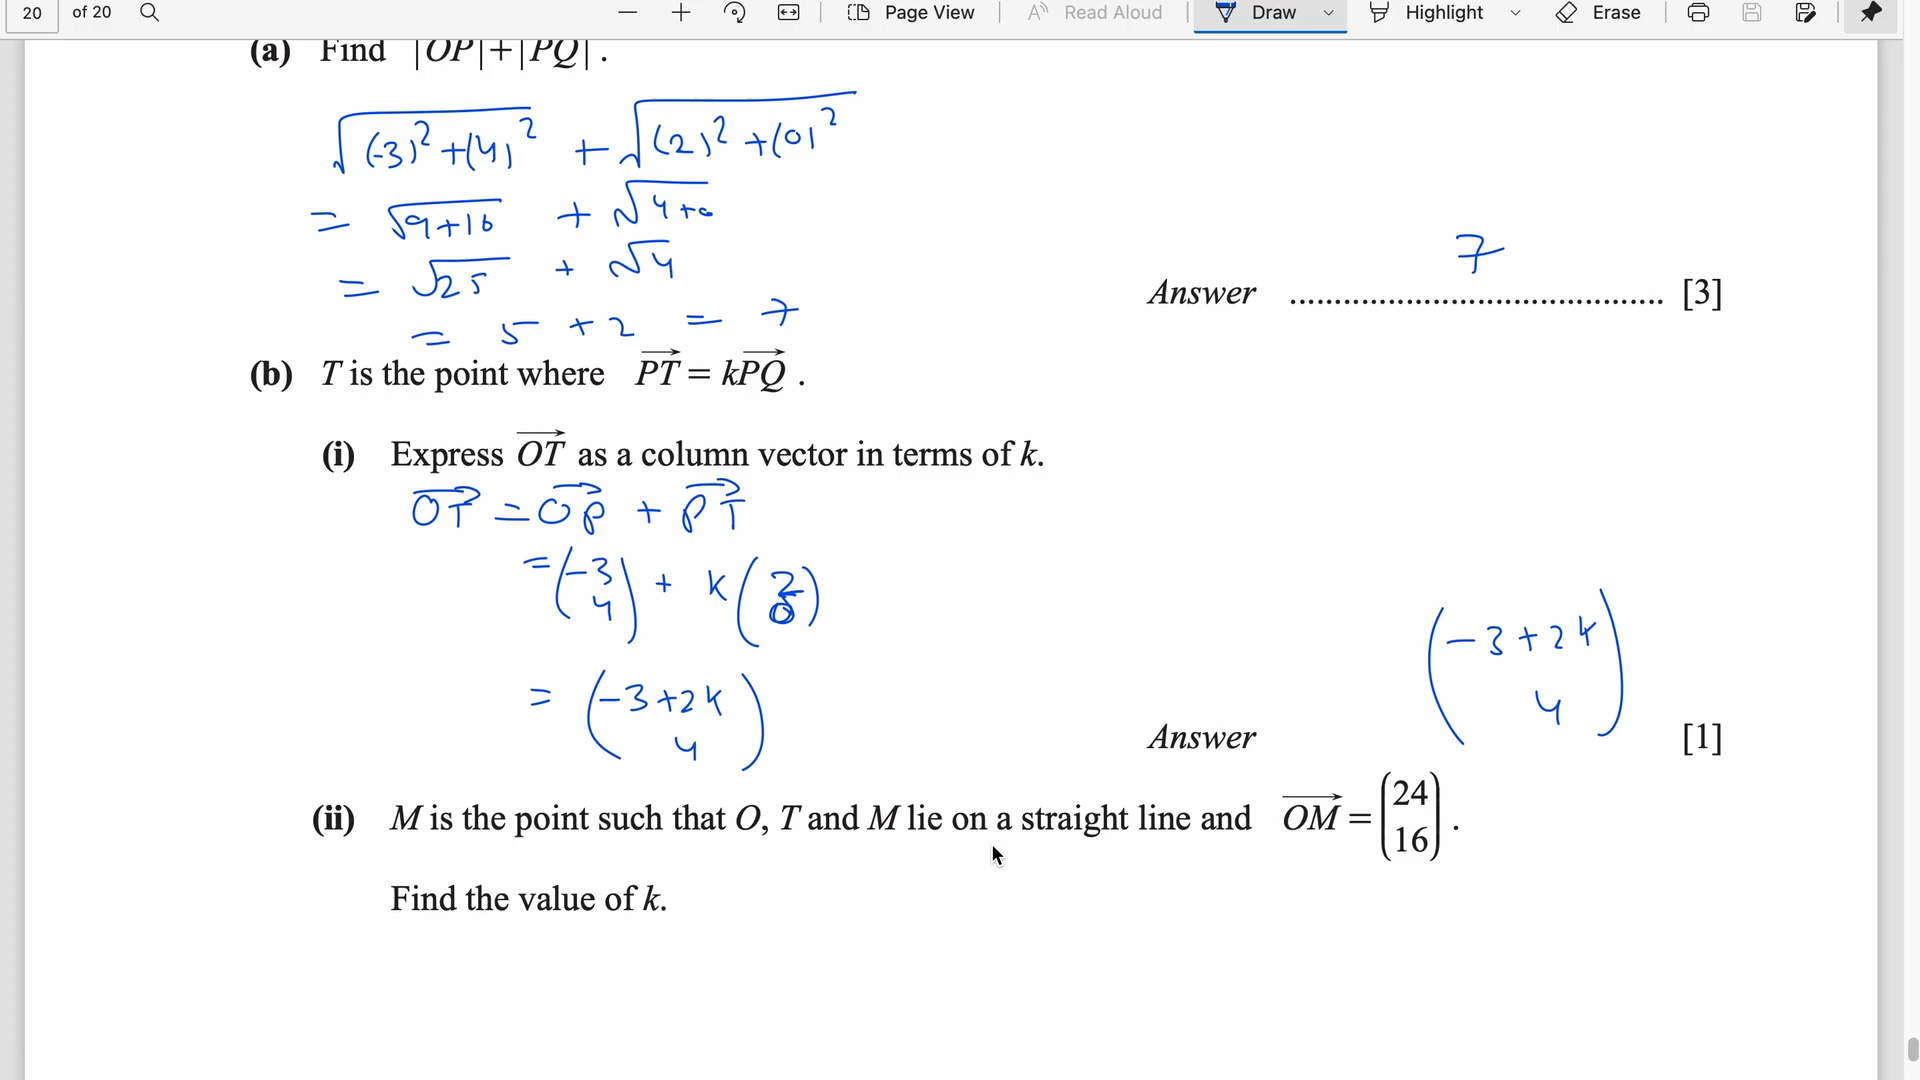 20 of 20 Page View Read Aloud Draw Highlight Erase
(a) Find |OP|+|PQ| .
√((-3)² + (4)²) + √((2)² + (0)²)
= √(9+16) + √(4+0)
= √25 + √4
= 5 + 2 = 7
7
Answer .......................................... [3]
(b) T is the point where PT⃗ = kPQ⃗ .
(i) Express OT⃗ as a column vector in terms of k.
OT⃗ = OP⃗ + PT⃗
= (-3 4) + k (2 0)
= (-3+2k 4)
(-3+2k 4)
Answer [1]
(ii) M is the point such that O, T and M lie on a straight line and OM⃗ = (24 16) .
Find the value of k.